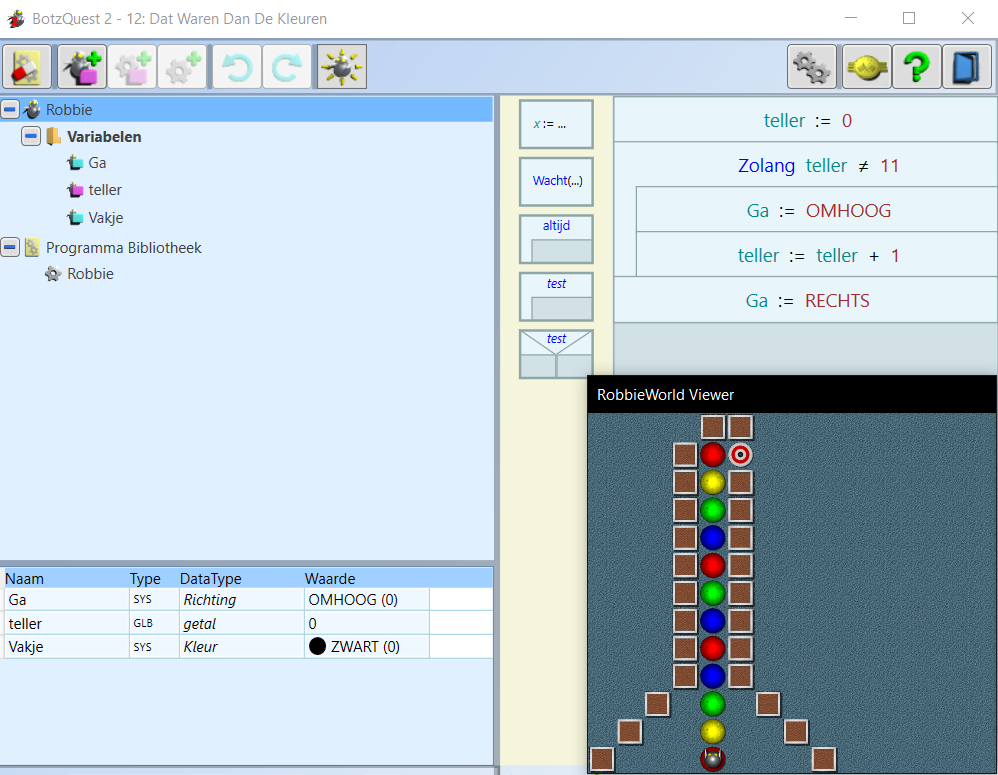 BotzQuest 2 - 12: Dat Waren Dan De Kleuren
Robbie
Variabelen
Ga
teller
Vakje
Programma Bibliotheek
Robbie
x := ...
Wacht(...)
altijd
test
test
teller := 0
Zolang teller ≠ 11
Ga := OMHOOG
teller := teller + 1
Ga := RECHTS
RobbieWorld Viewer
Naam Type DataType Waarde
Ga SYS Richting OMHOOG (0)
teller GLB getal 0
Vakje SYS Kleur ZWART (0)